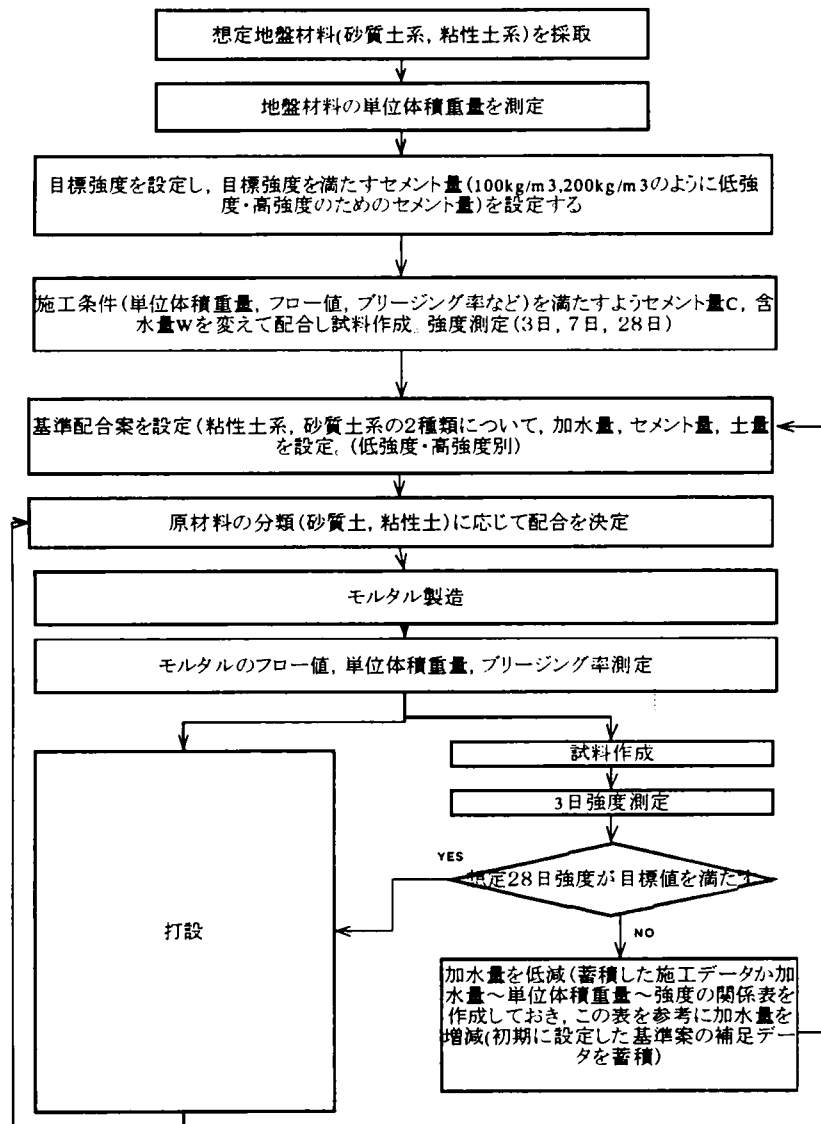 想定地盤材料(砂質土系, 粘性土系)を採取
地盤材料の単位体積重量を測定
目標強度を設定し, 目標強度を満たすセメント量(100kg/m3,200kg/m3のように低強
度・高強度のためのセメント量)を設定する
施工条件(単位体積重量, フロー値, ブリージング率など)を満たすようセメント量C, 含
水量Wを変えて配合し試料作成。強度測定(3日, 7日, 28日)
基準配合案を設定(粘性土系, 砂質土系の2種類について, 加水量, セメント量, 土量
を設定。(低強度・高強度別)
原材料の分類(砂質土, 粘性土)に応じて配合を決定
モルタル製造
モルタルのフロー値, 単位体積重量, ブリージング率測定
試料作成
3日強度測定
YES
想定28日強度が目標値を満たす
打設
NO
加水量を低減(蓄積した施工データか加
水量～単位体積重量～強度の関係表を
作成しておき, この表を参考に加水量を
増減(初期に設定した基準案の補足デー
タを蓄積)